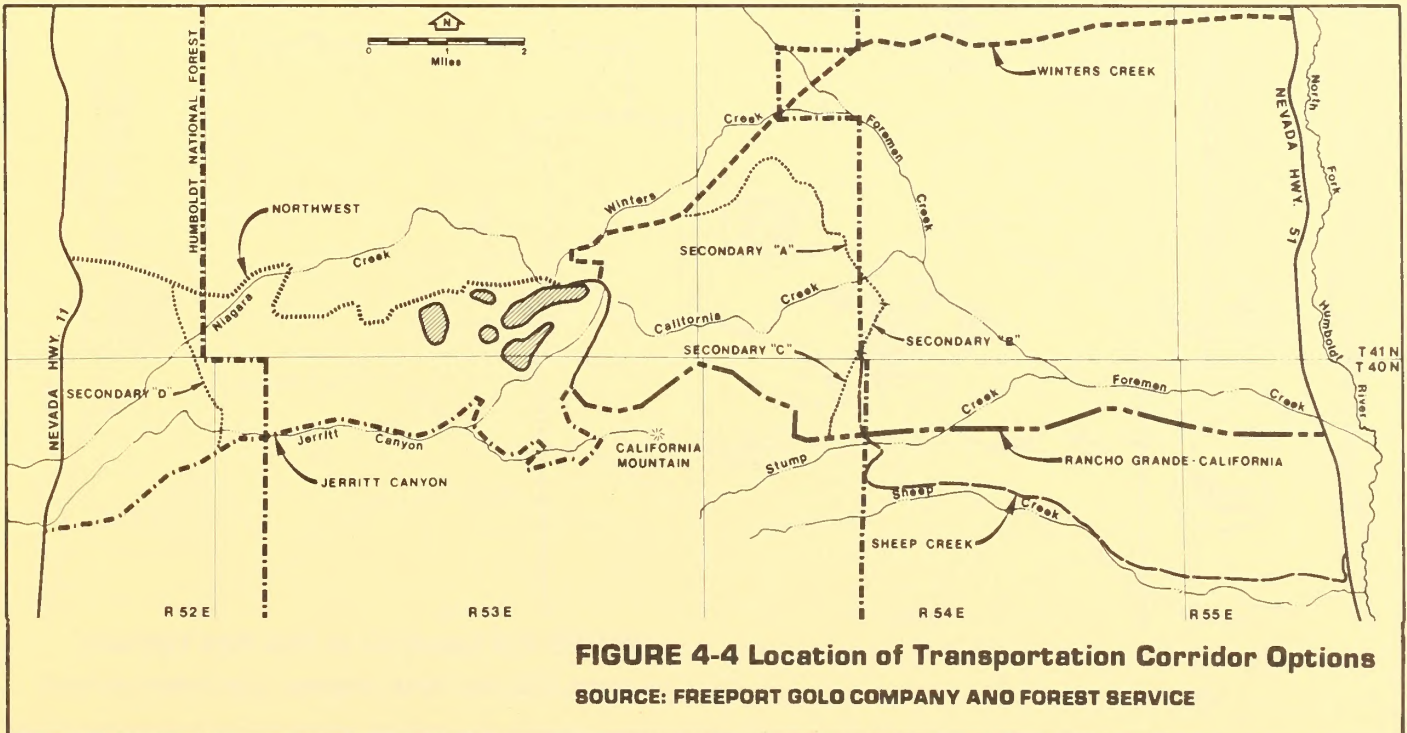 N
0 1 2
Miles
HUMBOLDT NATIONAL FOREST
WINTERS CREEK
North
Fork
Humboldt
River
NEVADA HWY. 51
Creek
Foremen
Creek
Winters
NORTHWEST
Creek
Niagara
SECONDARY "A"
Creek
California
SECONDARY "B"
SECONDARY "C"
NEVADA HWY 11
SECONDARY "D"
T 41 N
T 40 N
Foremen
Creek
Creek
Stump
Jerritt Canyon
CALIFORNIA
MOUNTAIN
RANCHO GRANDE-CALIFORNIA
JERRITT CANYON
Sheep
Creek
SHEEP CREEK
R 52 E
R 53 E
R 54 E
R 55 E
FIGURE 4-4 Location of Transportation Corridor Options
SOURCE: FREEPORT GOLO COMPANY AND FOREST SERVICE